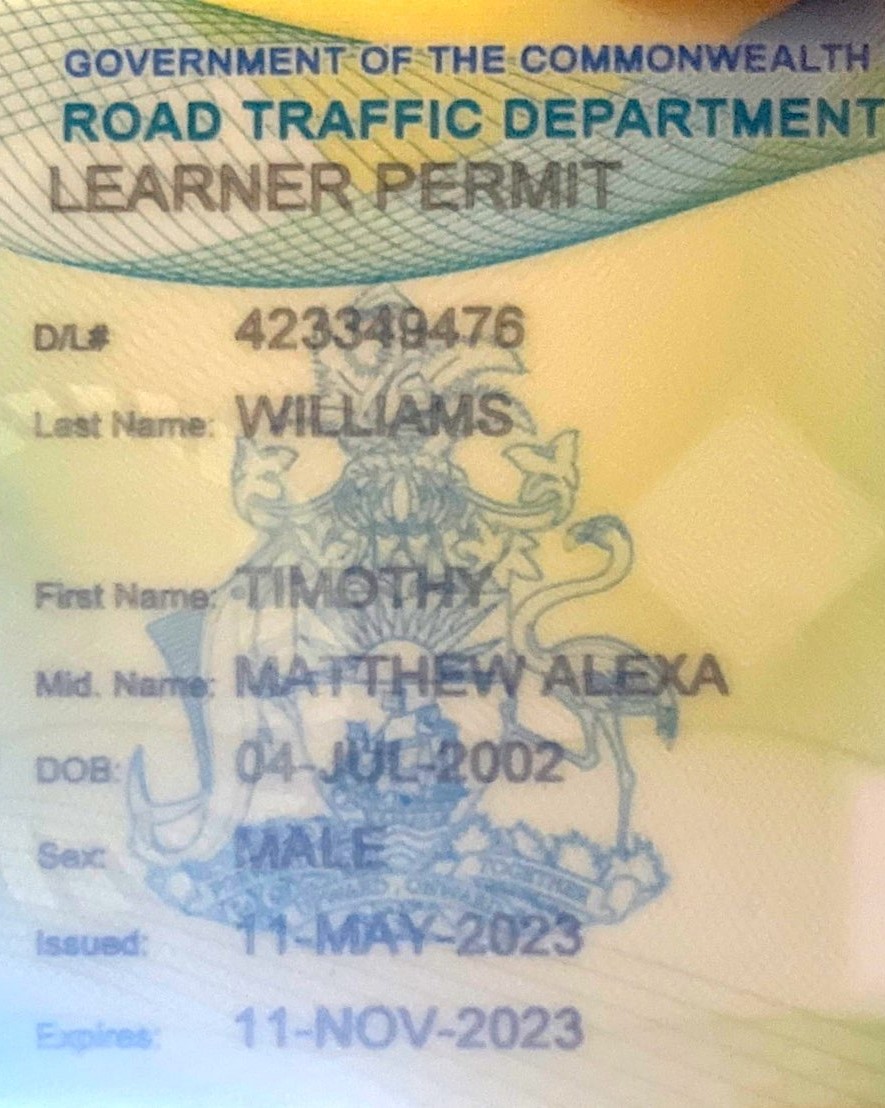 GOVERNMENT OF THE COMMONWEALTH
ROAD TRAFFIC DEPARTMENT
LEARNER PERMIT
D/L# 423349476
Last Name: WILLIAMS
First Name: TIMOTHY
Mid. Name: MATTHEW ALEXA
DOB: 04-JUL-2002
Sex: MALE
FORWARD, ONWARD TOGETHER
Issued: 11-MAY-2023
Expires: 11-NOV-2023